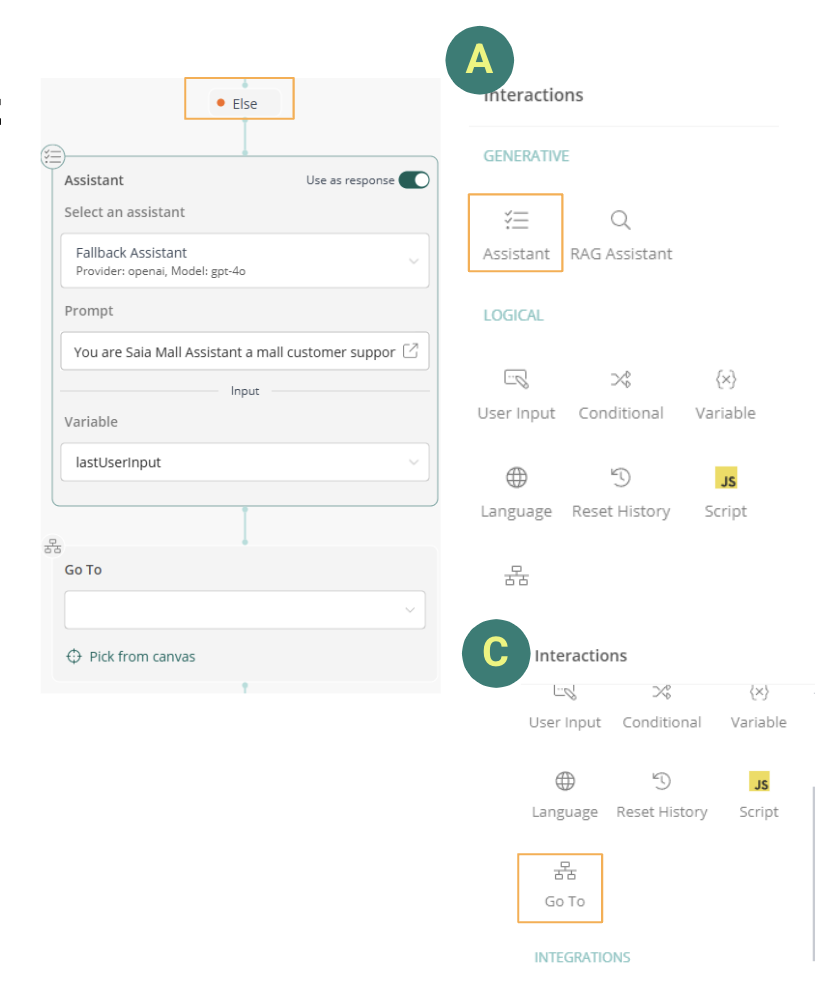 Else
Assistant
Use as response
Select an assistant
Fallback Assistant
Provider: openai, Model: gpt-4o
Prompt
You are Saia Mall Assistant a mall customer suppor
Input
Variable
lastUserInput
Go To
Pick from canvas
A
Interactions
GENERATIVE
Assistant RAG Assistant
LOGICAL
User Input Conditional Variable
JS
Language Reset History Script
C
Interactions
User Input Conditional Variable
JS
Language Reset History Script
Go To
INTEGRATIONS